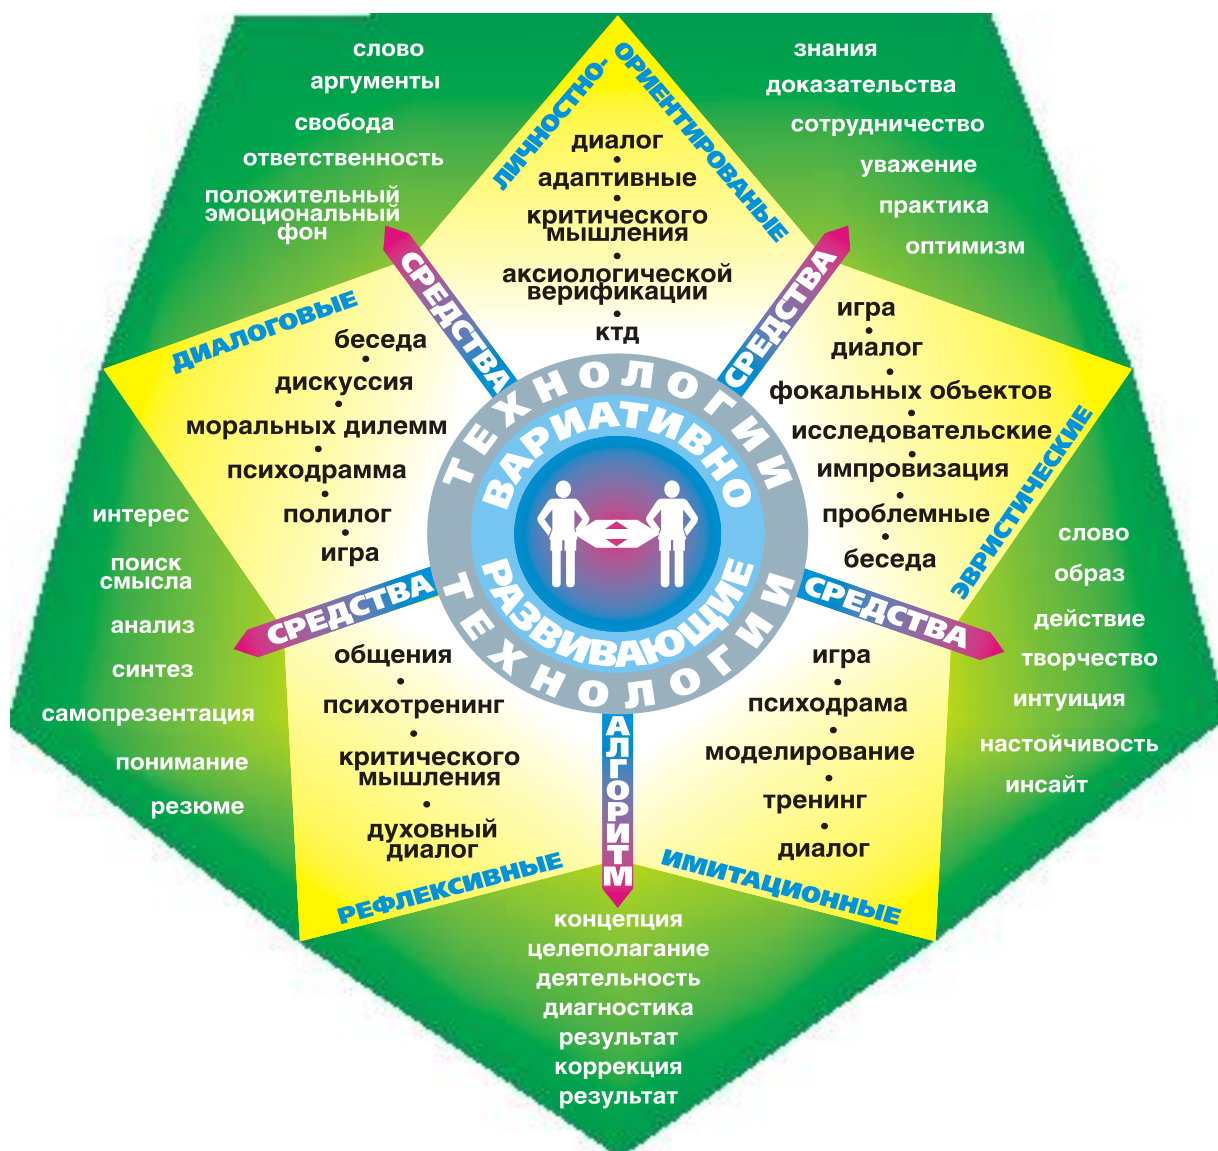 слово
аргументы
свобода
ответственность
положительный
эмоциональный
фон
знания
доказательства
сотрудничество
уважение
практика
оптимизм
ЛИЧНОСТНО-
ОРИЕНТИРОВАНЫЕ
диалог
адаптивные
критического
мышления
аксиологической
верификации
ктд
СРЕДСТВА
СРЕДСТВА
ДИАЛОГОВЫЕ
беседа
дискуссия
моральных дилемм
психодрамма
полилог
игра
игра
диалог
фокальных объектов
исследовательские
импровизация
проблемные
беседа
ЭВРИСТИЧЕСКИЕ
ТЕХНОЛОГИИ
ВАРИАТИВНО
РАЗВИВАЮЩИЕ
ТЕХНОЛОГИИ
интерес
поиск
смысла
анализ
синтез
самопрезентация
понимание
резюме
СРЕДСТВА
СРЕДСТВА
слово
образ
действие
творчество
интуиция
настойчивость
инсайт
общения
психотренинг
критического
мышления
духовный
диалог
РЕФЛЕКСИВНЫЕ
игра
психодрама
моделирование
тренинг
диалог
ИМИТАЦИОННЫЕ
АЛГОРИТМ
концепция
целеполагание
деятельность
диагностика
результат
коррекция
результат